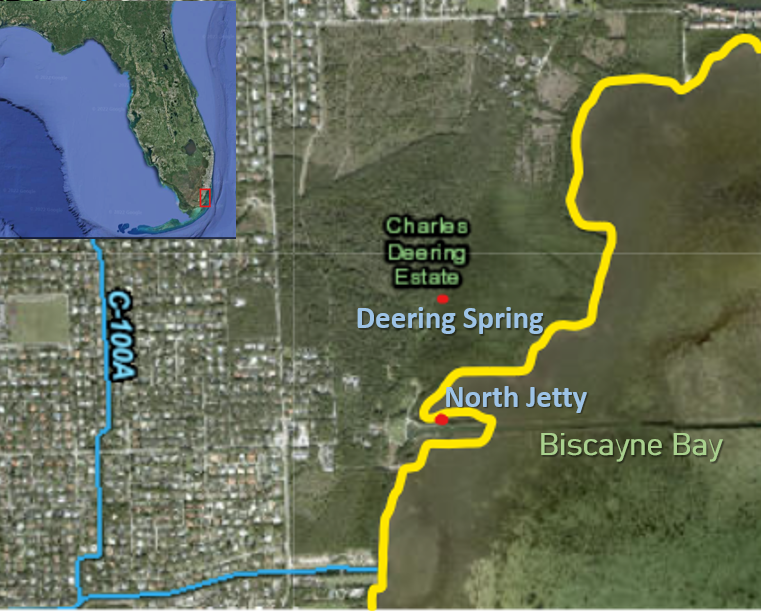 Charles
Deering
Estate
Deering Spring
C-100A
North Jetty
Biscayne Bay